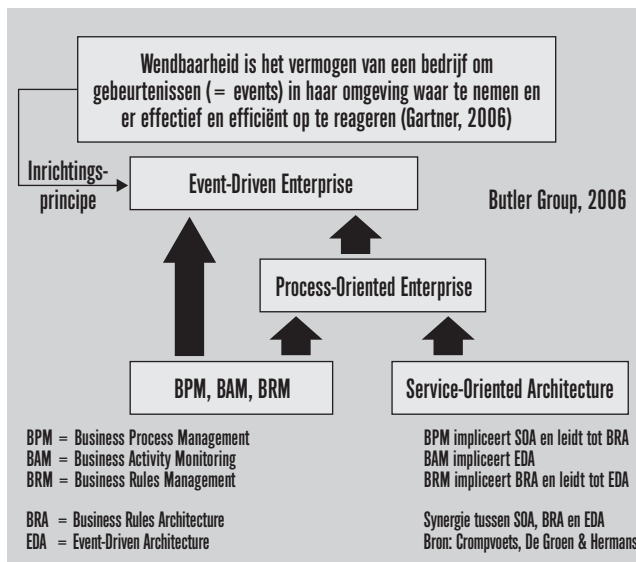 Wendbaarheid is het vermogen van een bedrijf om
gebeurtenissen (= events) in haar omgeving waar te nemen en
er effectief en efficiënt op te reageren (Gartner, 2006)
Inrichtings-
principe
Event-Driven Enterprise
Butler Group, 2006
Process-Oriented Enterprise
BPM, BAM, BRM
Service-Oriented Architecture
BPM = Business Process Management
BAM = Business Activity Monitoring
BRM = Business Rules Management
BRA = Business Rules Architecture
EDA = Event-Driven Architecture
BPM impliceert SOA en leidt tot BRA
BAM impliceert EDA
BRM impliceert BRA en leidt tot EDA
Synergie tussen SOA, BRA en EDA
Bron: Crompvoets, De Groen & Hermans